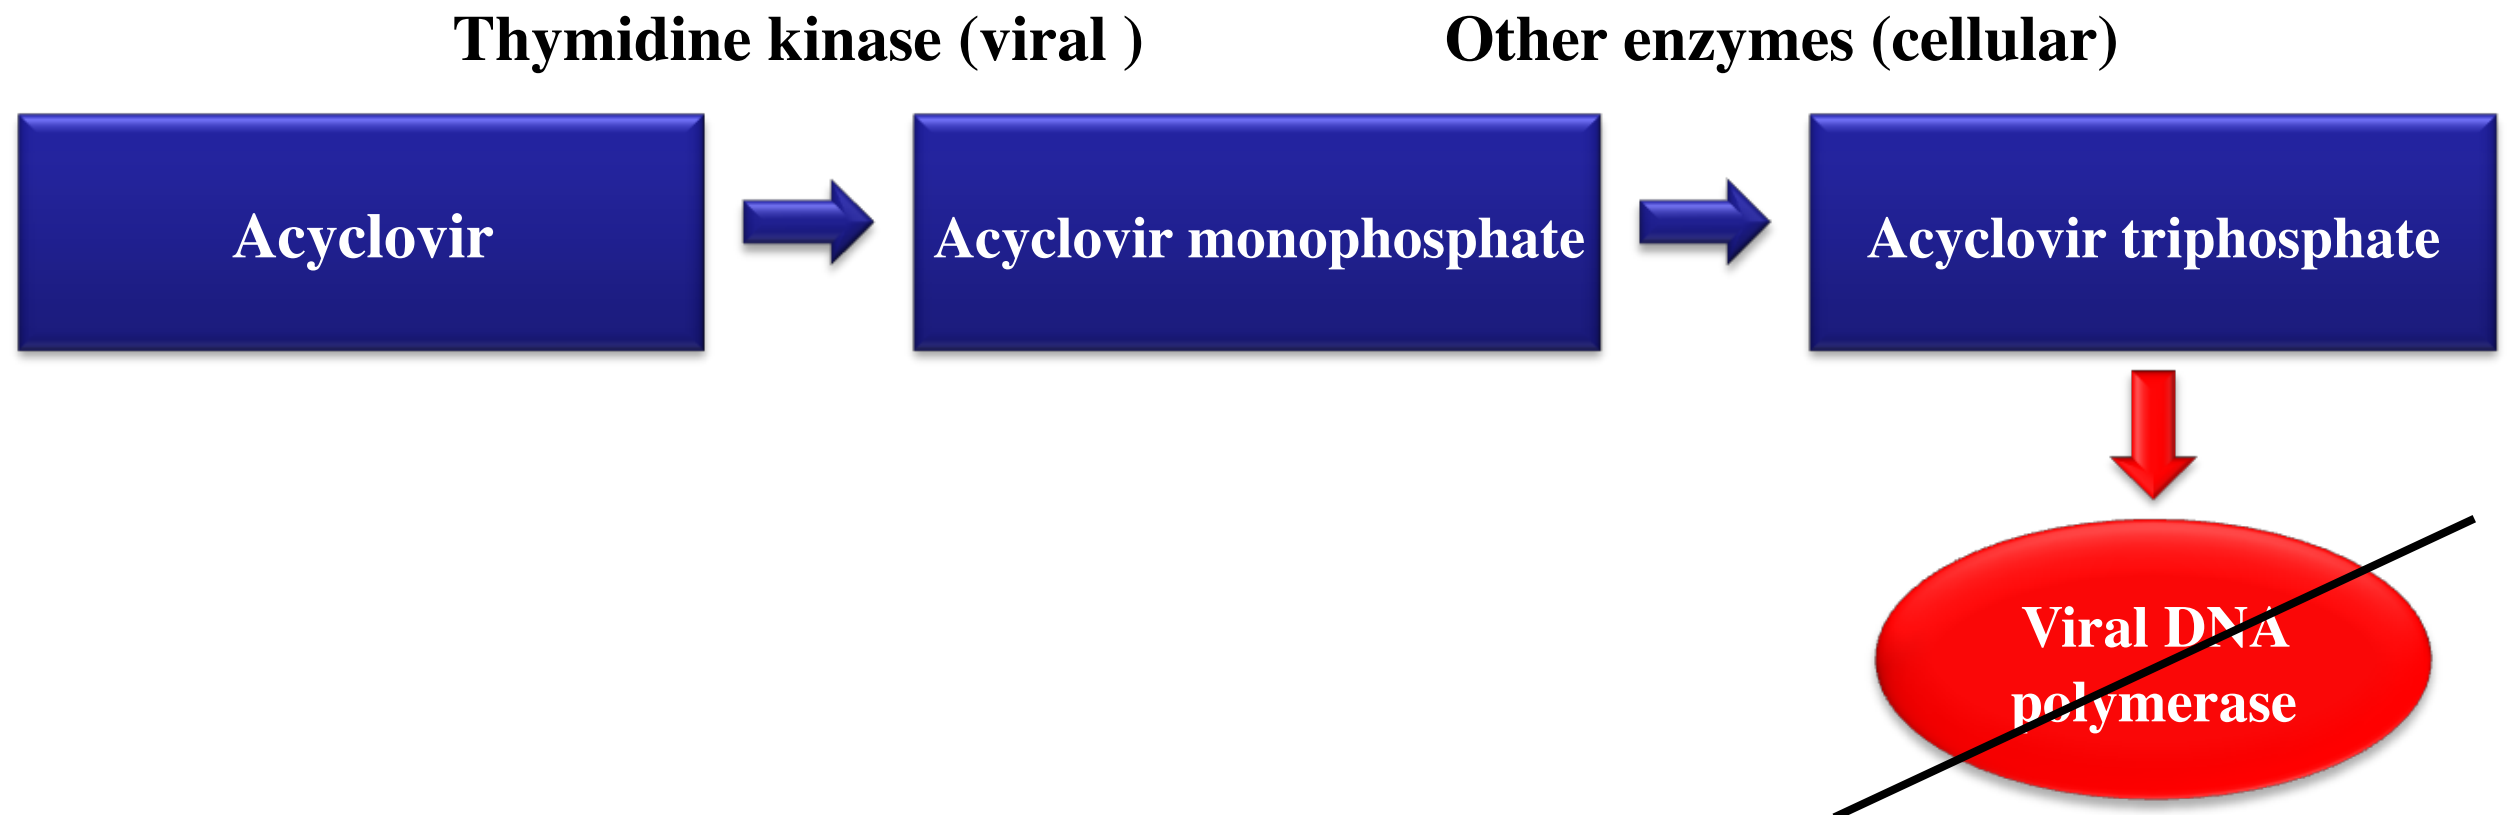 Thymidine kinase (viral )
Other enzymes (cellular)
Acyclovir
Acyclovir monophosphate
Acyclovir triphosphate
Viral DNA
polymerase